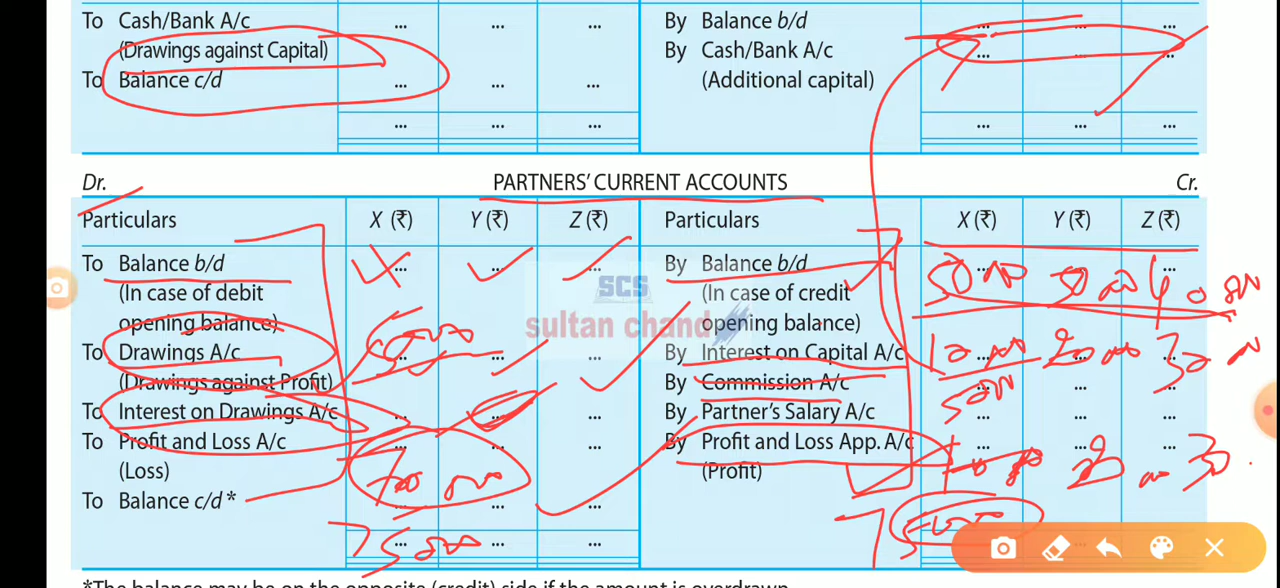 To Cash/Bank A/c ... ... ... By Balance b/d ... ... ...
(Drawings against Capital) By Cash/Bank A/c ... ... ...
To Balance c/d ... ... ... (Additional capital)
... ... ... ... ... ...
Dr. PARTNERS' CURRENT ACCOUNTS Cr.
Particulars X (₹) Y (₹) Z (₹) Particulars X (₹) Y (₹) Z (₹)
To Balance b/d ... ... ... By Balance b/d ...
(In case of debit (In case of credit
opening balance) opening balance)
SCS
sultan chand
To Drawings A/c ... ... ... By Interest on Capital A/c ... ... ...
(Drawings against Profit) By Commission A/c ... ... ...
To Interest on Drawings A/c ... ... ... By Partner's Salary A/c ... ... ...
To Profit and Loss A/c ... ... ... By Profit and Loss App. A/c ... ... ...
(Loss) (Profit)
To Balance c/d * ... ... ...
... ... ... ...
*The balance may be on the opposite (credit) side if the amount is overdrawn